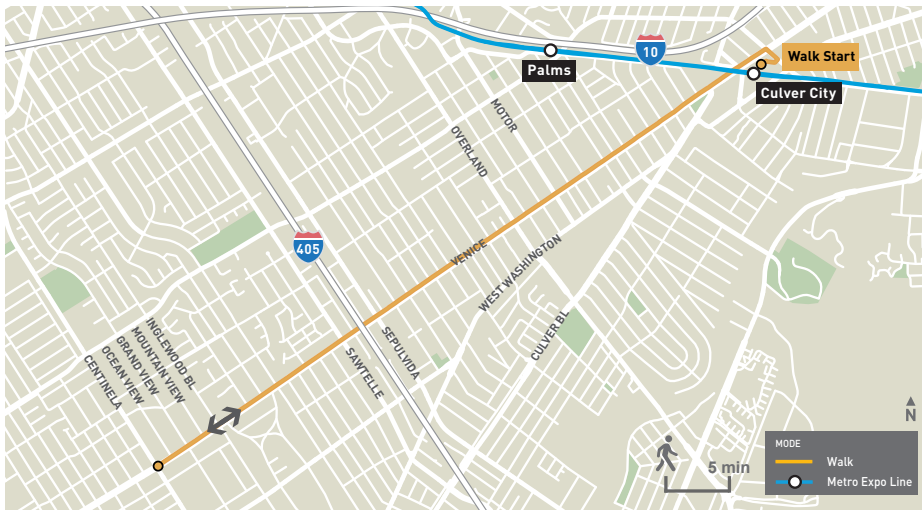 10
Walk Start
Palms
Culver City
MOTOR
OVERLAND
405
VENICE
WEST WASHINGTON
CULVER BL
SEPULVIDA
SAWTELLE
INGLEWOOD BL
MOUNTAIN VIEW
GRAND VIEW
OCEAN VIEW
CENTINELA
N
5 min
MODE
Walk
Metro Expo Line